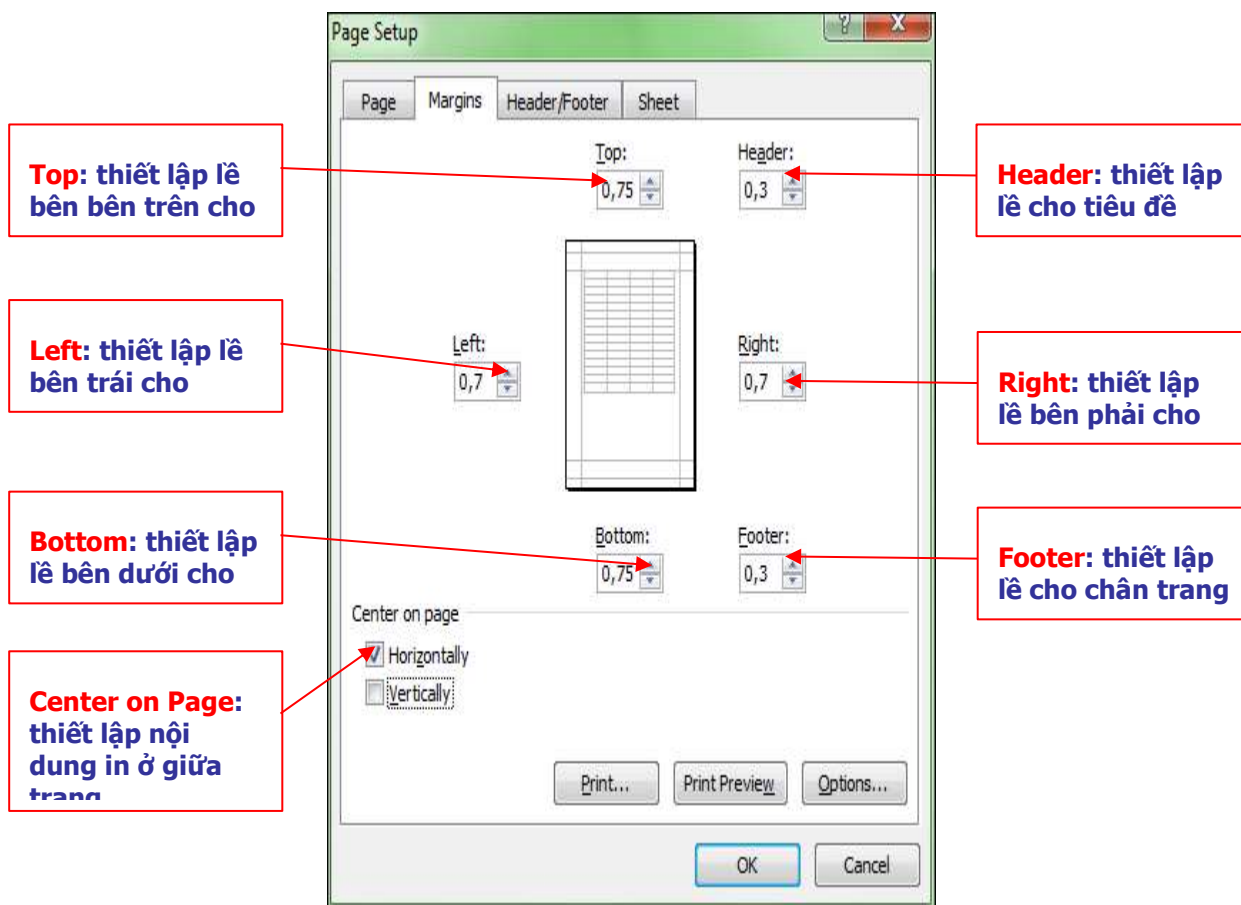 Page Setup
Page Margins Header/Footer Sheet
Top: thiết lập lề
bên bên trên cho
Top:
0,75
Header:
0,3
Header: thiết lập
lề cho tiêu đề
Left: thiết lập lề
bên trái cho
Left:
0,7
Right:
0,7
Right: thiết lập
lề bên phải cho
Bottom: thiết lập
lề bên dưới cho
Bottom:
0,75
Footer:
0,3
Footer: thiết lập
lề cho chân trang
Center on page
Horizontally
Vertically
Center on Page:
thiết lập nội
dung in ở giữa
trang
Print... Print Preview Options...
OK Cancel